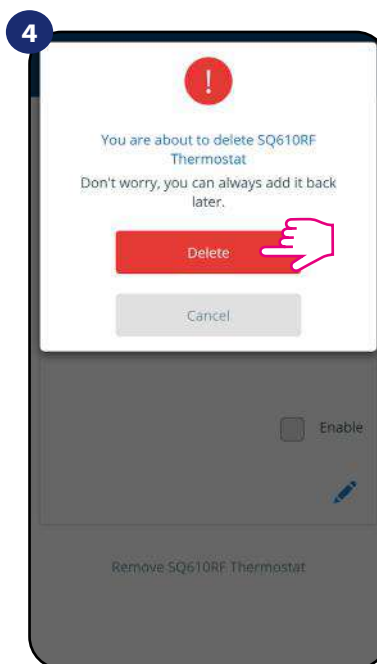 4
!
You are about to delete SQ610RF
Thermostat
Don't worry, you can always add it back
later.
Delete
Cancel
Enable
Remove SQ610RF Thermostat